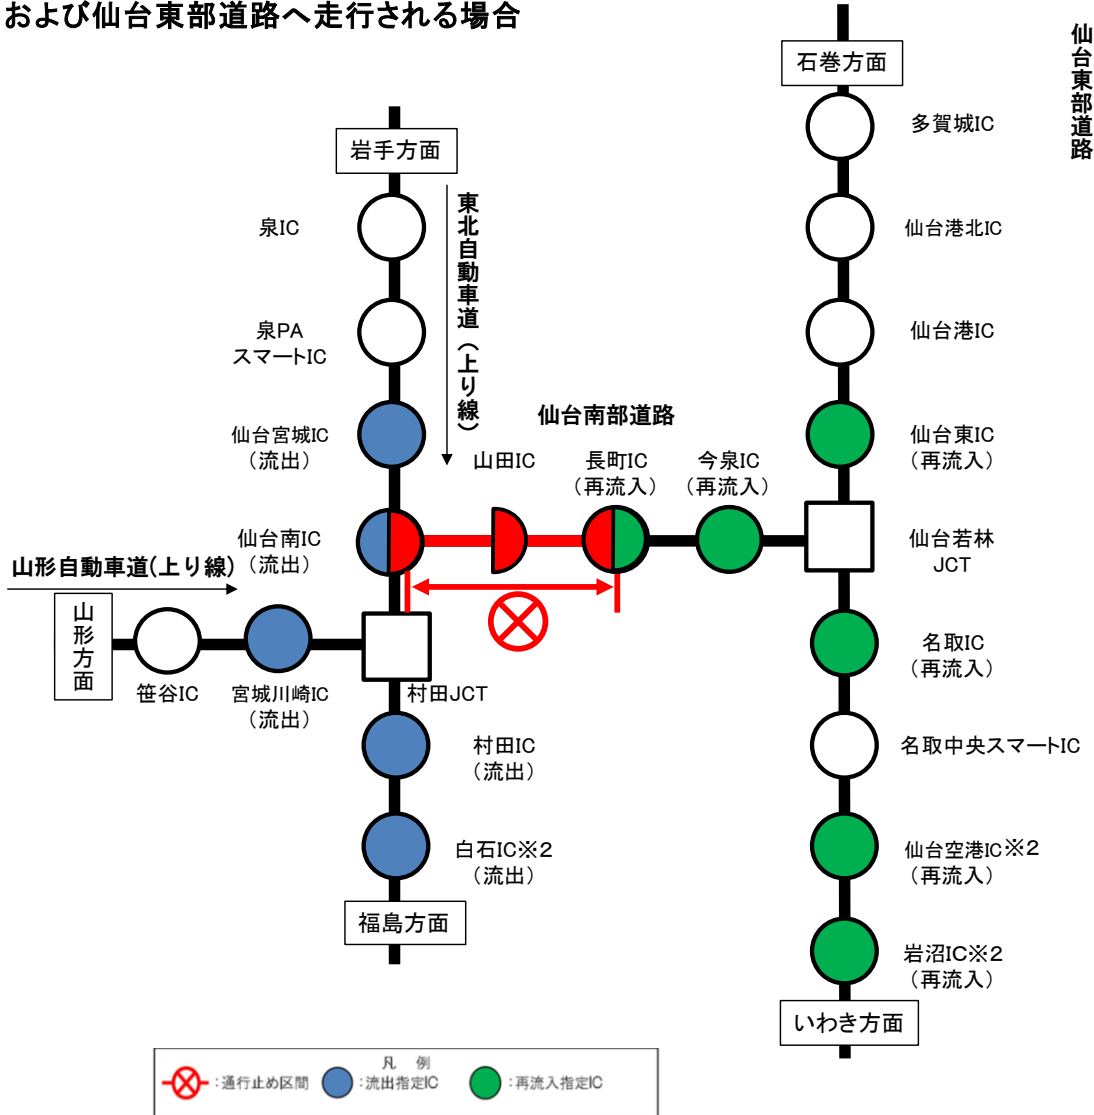 および仙台東部道路へ走行される場合
仙台東部道路
石巻方面
多賀城IC
仙台港北IC
仙台港IC
仙台東IC
(再流入)
仙台若林
JCT
名取IC
(再流入)
名取中央スマートIC
仙台空港IC※2
(再流入)
岩沼IC※2
(再流入)
いわき方面
岩手方面
東北自動車道(上り線)
泉IC
泉PA
スマートIC
仙台宮城IC
(流出)
仙台南IC
(流出)
仙台南部道路
山田IC
長町IC
(再流入)
今泉IC
(再流入)
山形自動車道(上り線)
山形方面
笹谷IC
宮城川崎IC
(流出)
村田JCT
村田IC
(流出)
白石IC※2
(流出)
福島方面
凡 例
:通行止め区間
:流出指定IC
:再流入指定IC